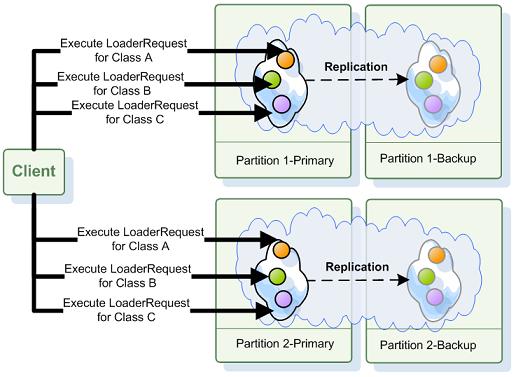 Execute LoaderRequest
for Class A
Execute LoaderRequest
for Class B
Execute LoaderRequest
for Class C
Replication
Partition 1-Primary
Partition 1-Backup
Client
Execute LoaderRequest
for Class A
Execute LoaderRequest
for Class B
Execute LoaderRequest
for Class C
Replication
Partition 2-Primary
Partition 2-Backup